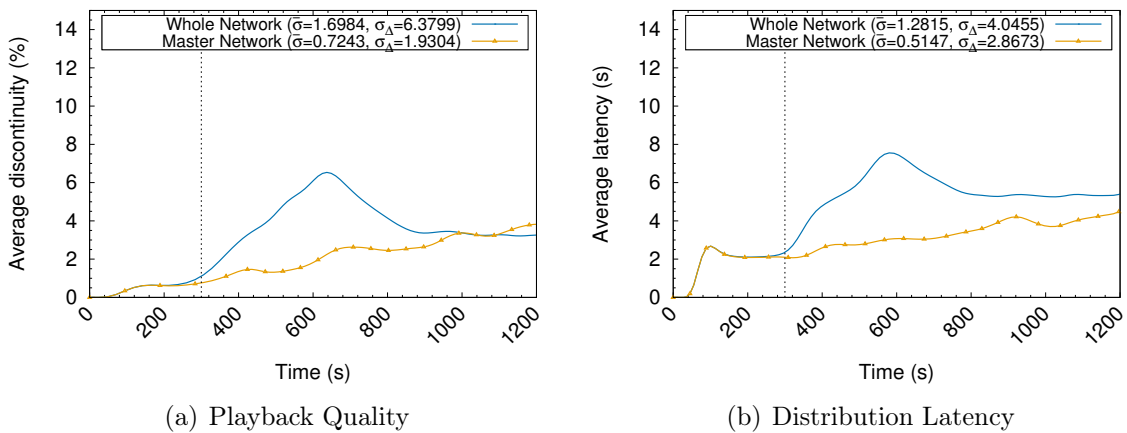 Whole Network (σ̄=1.6984, σΔ=6.3799)
Master Network (σ̄=0.7243, σΔ=1.9304)
Average discontinuity (%)
14
12
10
8
6
4
2
0
0 200 400 600 800 1000 1200
Time (s)
(a) Playback Quality
Whole Network (σ̄=1.2815, σΔ=4.0455)
Master Network (σ̄=0.5147, σΔ=2.8673)
Average latency (s)
14
12
10
8
6
4
2
0
0 200 400 600 800 1000 1200
Time (s)
(b) Distribution Latency